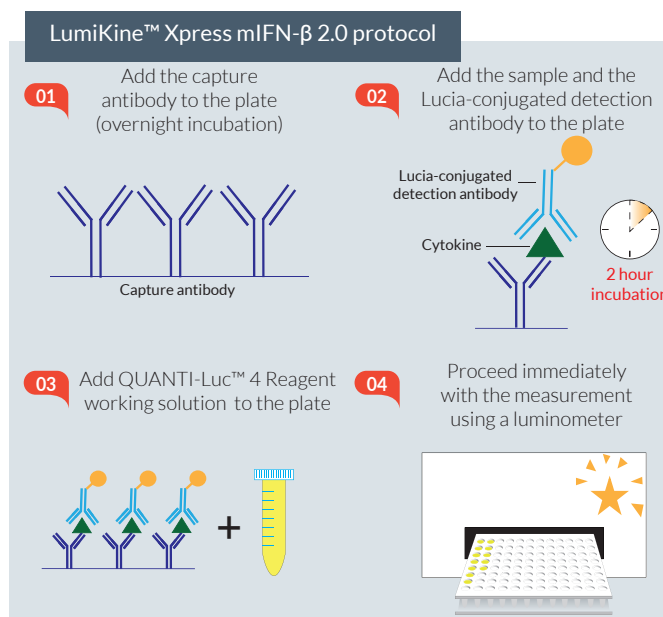 LumiKine™ Xpress mIFN-β 2.0 protocol
01
Add the capture
antibody to the plate
(overnight incubation)
Capture antibody
02
Add the sample and the
Lucia-conjugated detection
antibody to the plate
Lucia-conjugated
detection antibody
Cytokine
2 hour
incubation
03
Add QUANTI-Luc™ 4 Reagent
working solution to the plate
+
04
Proceed immediately
with the measurement
using a luminometer